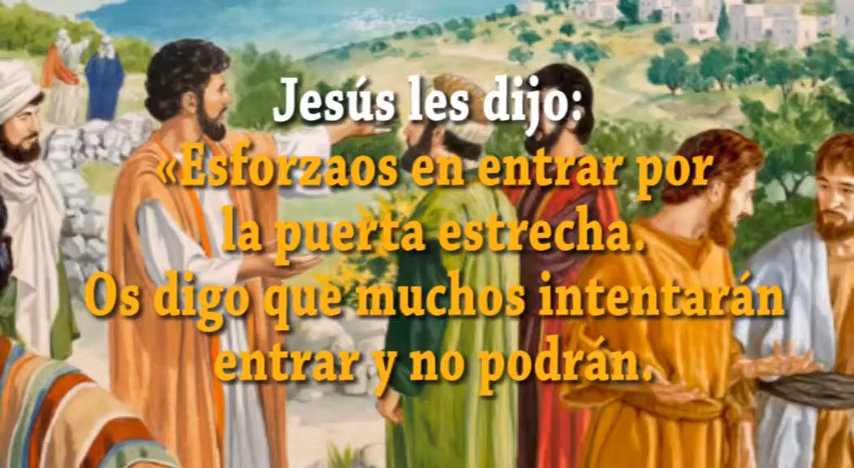 Jesús les dijo:
«Esforzaos en entrar por
la puerta estrecha.
Os digo que muchos intentarán
entrar y no podrán.